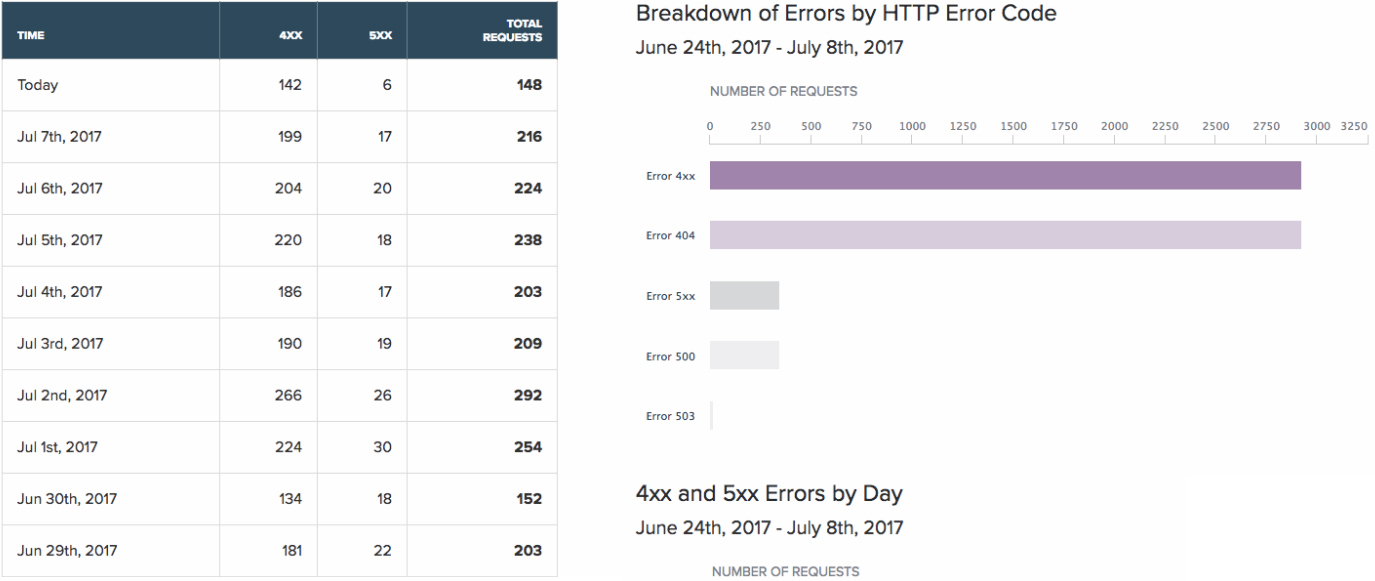 TIME 4XX 5XX TOTAL REQUESTS
Today 142 6 148
Jul 7th, 2017 199 17 216
Jul 6th, 2017 204 20 224
Jul 5th, 2017 220 18 238
Jul 4th, 2017 186 17 203
Jul 3rd, 2017 190 19 209
Jul 2nd, 2017 266 26 292
Jul 1st, 2017 224 30 254
Jun 30th, 2017 134 18 152
Jun 29th, 2017 181 22 203
Breakdown of Errors by HTTP Error Code
June 24th, 2017 - July 8th, 2017
NUMBER OF REQUESTS
0 250 500 750 1000 1250 1500 1750 2000 2250 2500 2750 3000 3250
Error 4xx
Error 404
Error 5xx
Error 500
Error 503
4xx and 5xx Errors by Day
June 24th, 2017 - July 8th, 2017
NUMBER OF REQUESTS